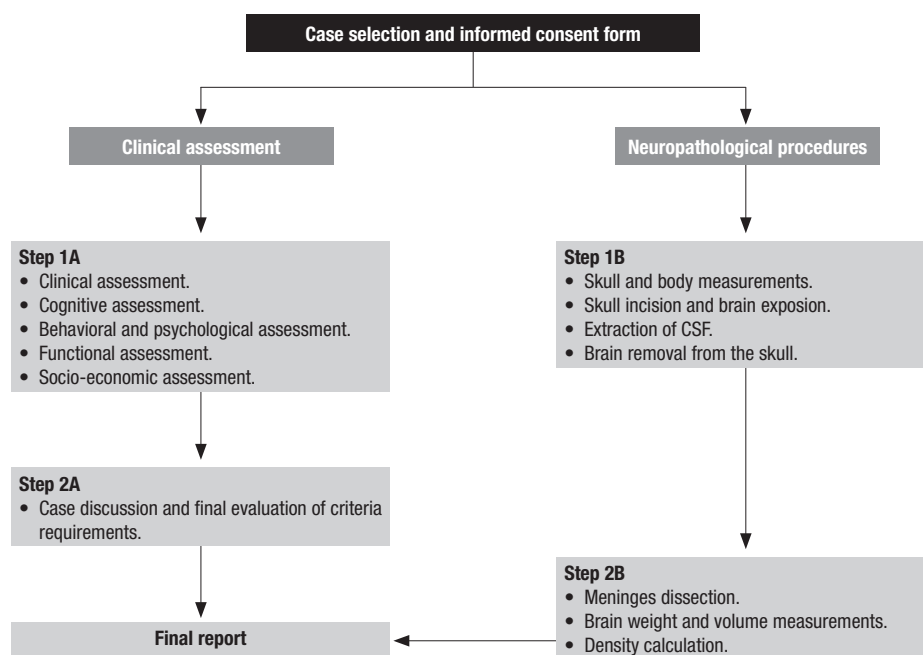 Case selection and informed consent form
Clinical assessment
Neuropathological procedures
Step 1A
• Clinical assessment.
• Cognitive assessment.
• Behavioral and psychological assessment.
• Functional assessment.
• Socio-economic assessment.
Step 1B
• Skull and body measurements.
• Skull incision and brain exposion.
• Extraction of CSF.
• Brain removal from the skull.
Step 2A
• Case discussion and final evaluation of criteria
requirements.
Step 2B
• Meninges dissection.
• Brain weight and volume measurements.
• Density calculation.
Final report